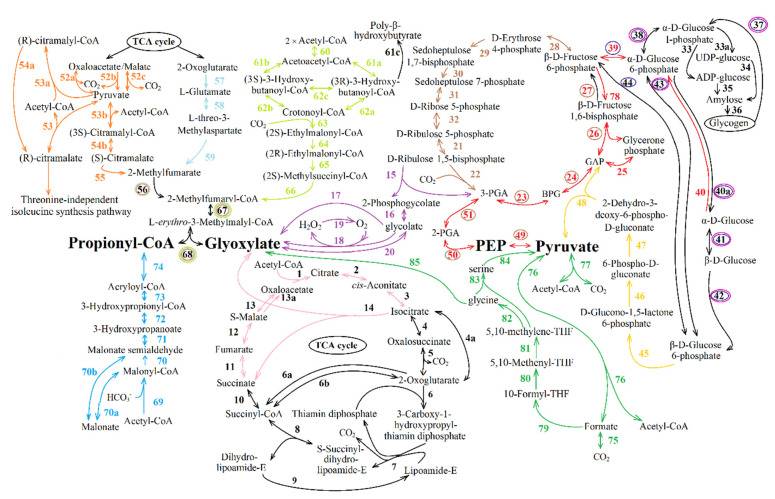 (R)-citramalyl-CoA
TCA cycle
Oxaloacetate/Malate
54a
53a
52a
52b
52c
CO₂
CO₂
Pyruvate
Acetyl-CoA
53
53b
Acetyl-CoA
(3S)-Citramalyl-CoA
54b
(R)-citramalate
(S)-Citramalate
55
2-Methylfumarate
Threonine-independent
isoleucine synthesis pathway
2-Oxoglutarate
57
L-Glutamate
58
L-threo-3-
Methylaspartate
59
56
2-Methylfumaryl-CoA
67
L-erythro-3-Methylmalyl-CoA
68
Propionyl-CoA
Glyoxylate
2×Acetyl-CoA
60
Poly-β-
hydroxybutyrate
Acetoacetyl-CoA
61b
61a
61c
(3S)-3-Hydroxy-
butanoyl-CoA
(3R)-3-Hydroxy-
butanoyl-CoA
62c
62b
62a
Crotonoyl-CoA
CO₂
63
(2S)-Ethylmalonyl-CoA
64
(2R)-Ethylmalonyl-CoA
65
(2S)-Methylsuccinyl-CoA
66
D-Erythrose
4-phosphate
Sedoheptulose
1,7-bisphosphate
29
28
30
Sedoheptulose 7-phosphate
31
D-Ribose 5-phosphate
32
D-Ribulose 5-phosphate
21
D-Ribulose 1,5-bisphosphate
CO₂
22
15
3-PGA
23
BPG
24
GAP
25
Glycerone
phosphate
26
β-D-Fructose
1,6-bisphosphate
27
78
β-D-Fructose
6-phosphate
39
α-D-Glucose
6-phosphate
38
α-D-Glucose
1-phosphate
37
33
33a
UDP-glucose
34
ADP-glucose
35
Amylose
36
Glycogen
44
43
40
40a
α-D-Glucose
41
β-D-Glucose
42
β-D-Glucose
6-phosphate
45
D-Glucono-1,5-lactone
6-phosphate
46
6-Phospho-D-
gluconate
47
2-Dehydro-3-
deoxy-6-phospho-
D-gluconate
48
2-Phosphogycolate
16
glycolate
17
H₂O₂
19
O₂
18
20
51
2-PGA
50
PEP
49
Pyruvate
85
84
serine
83
glycine
82
76
77
Acetyl-CoA
CO₂
5,10-methylene-THF
81
5,10-Methenyl-THF
80
10-Formyl-THF
79
Formate
75
CO₂
76
Acetyl-CoA
74
Acryloyl-CoA
73
3-Hydroxypropionyl-CoA
72
3-Hydroxypropanoate
71
Malonate semialdehyde
70
70b
Malonyl-CoA
HCO₃⁻
69
70a
Malonate
Acetyl-CoA
Acetyl-CoA
1
Citrate
2
cis-Aconitate
Oxaloacetate
13
13a
14
3
Isocitrate
S-Malate
12
4
4a
Oxalosuccinate
TCA cycle
Fumarate
5
CO₂
11
Succinate
6a
6b
2-Oxoglutarate
10
6
Succinyl-CoA
Thiamin diphosphate
3-Carboxy-1-
hydroxypropyl-
thiamin diphosphate
8
CO₂
Dihydro-
lipoamide-E
S-Succinyl-
dihydro-
lipoamide-E
7
Lipoamide-E
9